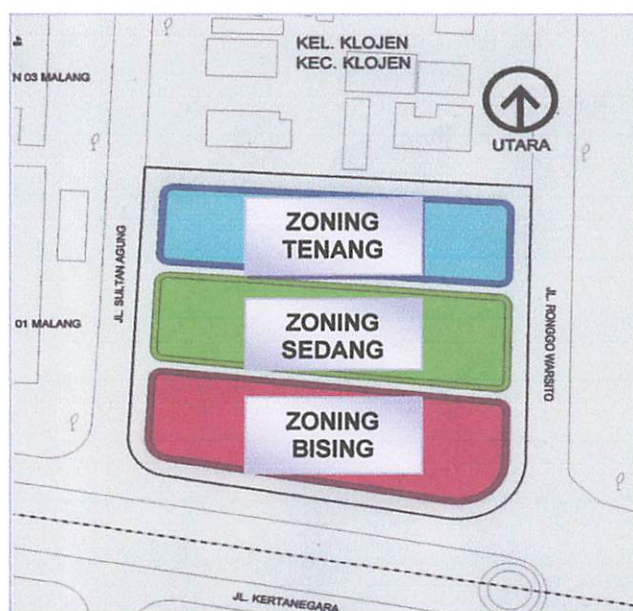 KEL. KLOJEN
KEC. KLOJEN
N 03 MALANG
UTARA
ZONING
TENANG
JL. SULTAN AGUNG
ZONING
SEDANG
JL. RONGGO WARSITO
01 MALANG
ZONING
BISING
JL. KERTANEGARA